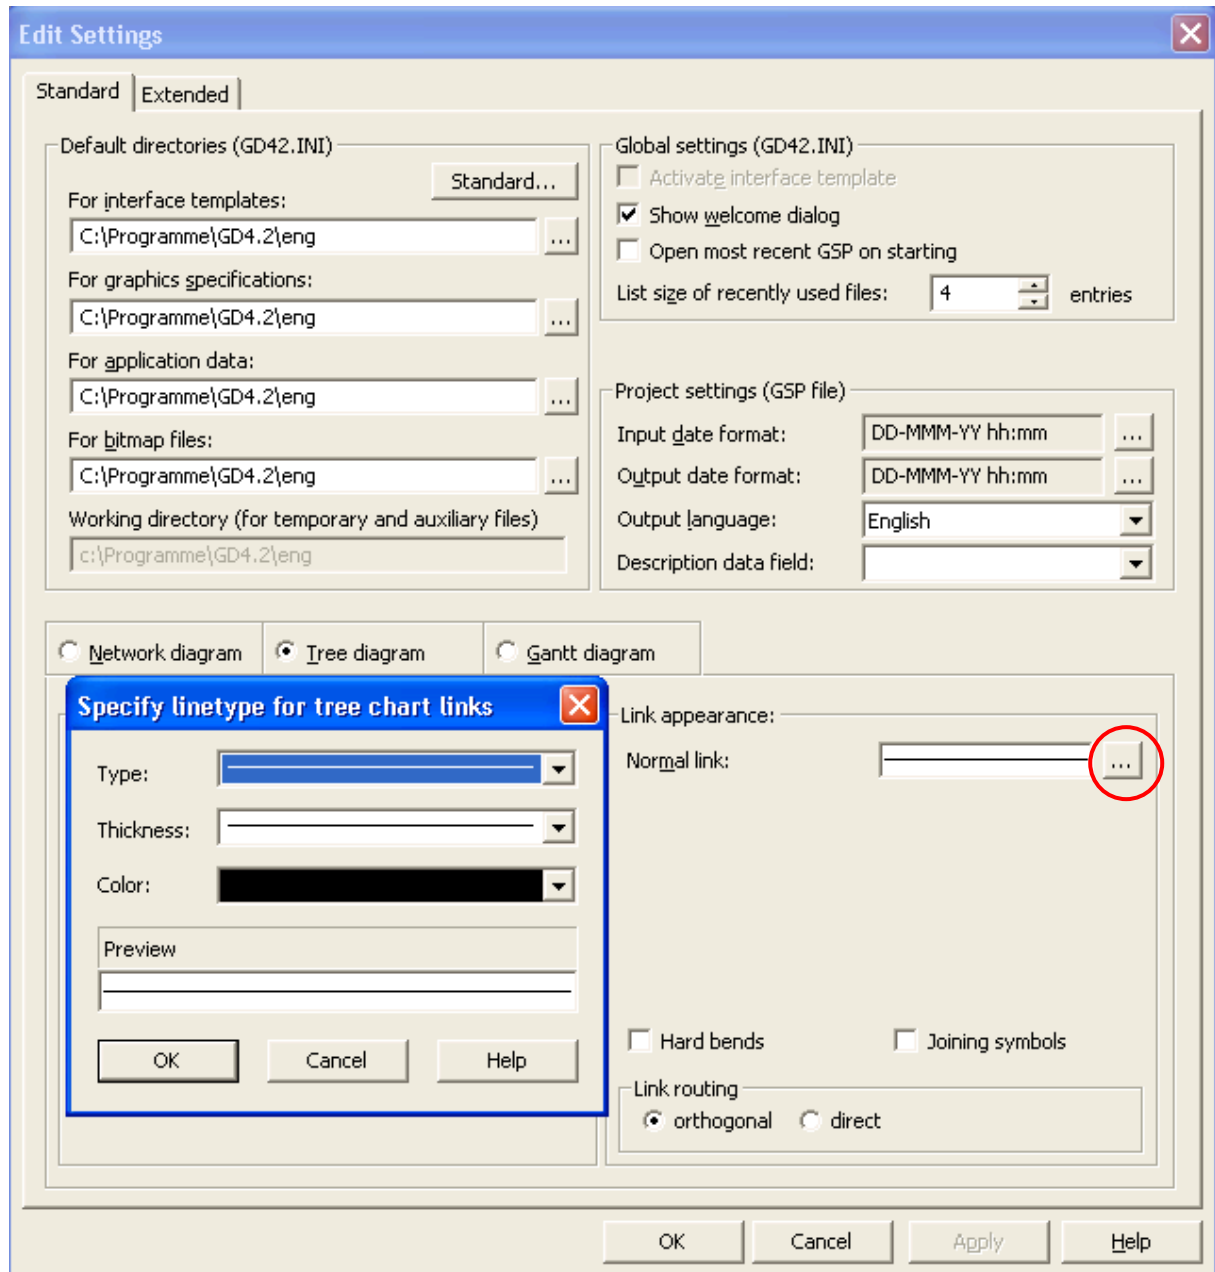 Edit Settings
Standard
Extended
Default directories (GD42.INI)
Standard...
For interface templates:
C:\Programme\GD4.2\eng
...
For graphics specifications:
C:\Programme\GD4.2\eng
...
For application data:
C:\Programme\GD4.2\eng
...
For bitmap files:
C:\Programme\GD4.2\eng
...
Working directory (for temporary and auxiliary files)
c:\Programme\GD4.2\eng
Global settings (GD42.INI)
Activate interface template
Show welcome dialog
Open most recent GSP on starting
List size of recently used files:
4
entries
Project settings (GSP file)
Input date format:
DD-MMM-YY hh:mm
...
Output date format:
DD-MMM-YY hh:mm
...
Output language:
English
Description data field:
Network diagram
Tree diagram
Gantt diagram
Specify linetype for tree chart links
Type:
Thickness:
Color:
Preview
OK
Cancel
Help
Link appearance:
Normal link:
...
Hard bends
Joining symbols
Link routing
orthogonal
direct
OK
Cancel
Apply
Help